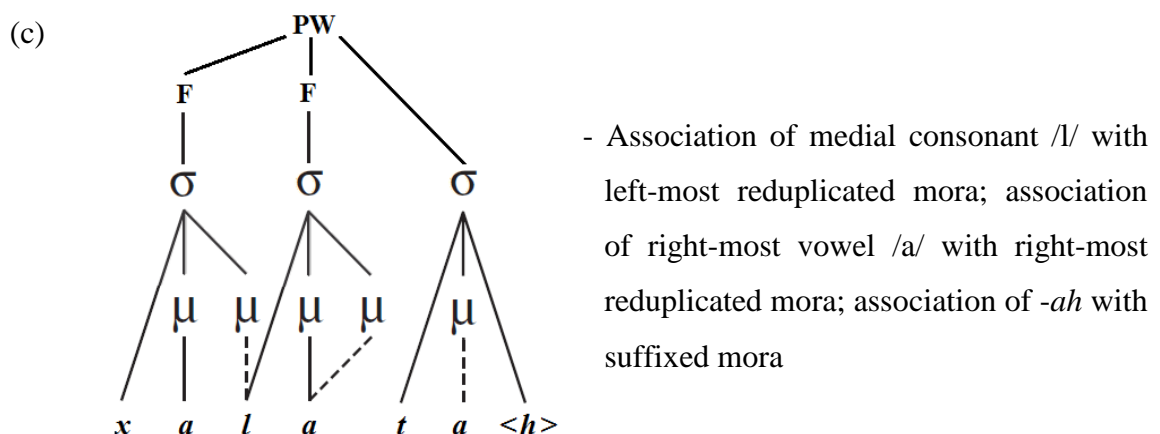 (c)
PW
F F
σ σ σ
μ μ μ μ μ
x a l a t a <h>
- Association of medial consonant /l/ with
left-most reduplicated mora; association
of right-most vowel /a/ with right-most
reduplicated mora; association of -ah with
suffixed mora